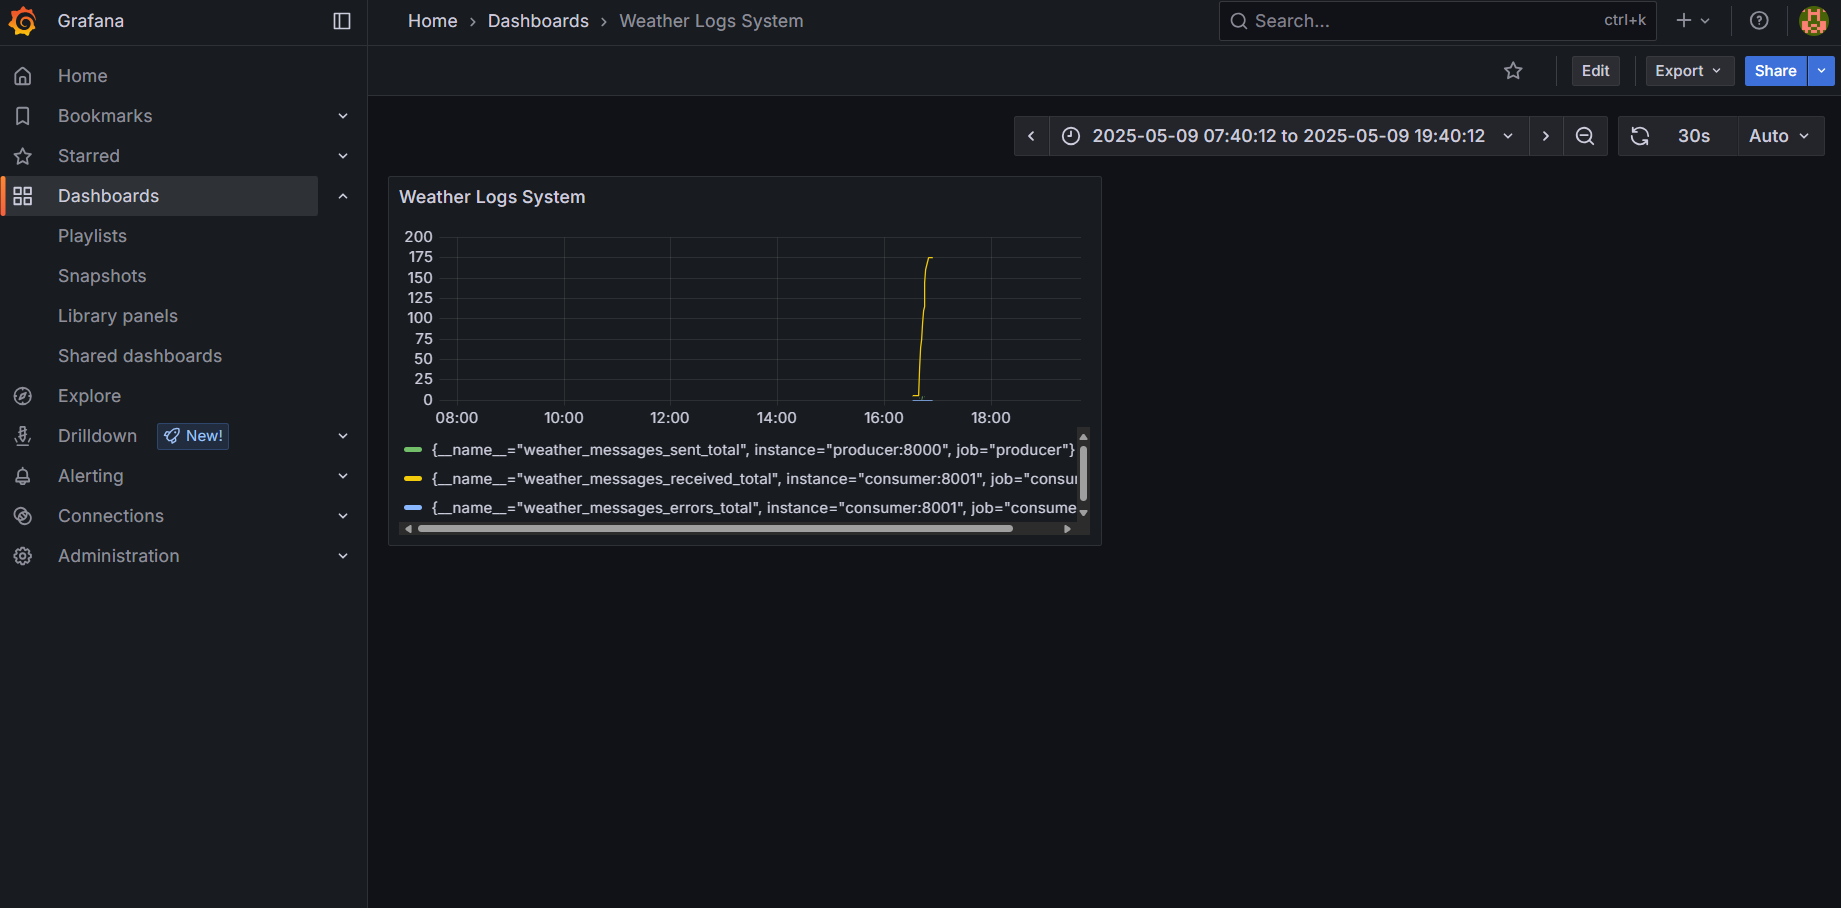 Grafana
Home › Dashboards › Weather Logs System
Search... ctrl+k
Home
Bookmarks
Starred
Dashboards
Playlists
Snapshots
Library panels
Shared dashboards
Explore
Drilldown New!
Alerting
Connections
Administration
Edit
Export
Share
2025-05-09 07:40:12 to 2025-05-09 19:40:12
30s
Auto
Weather Logs System
200
175
150
125
100
75
50
25
0
08:00 10:00 12:00 14:00 16:00 18:00
{__name__="weather_messages_sent_total", instance="producer:8000", job="producer"}
{__name__="weather_messages_received_total", instance="consumer:8001", job="consu
{__name__="weather_messages_errors_total", instance="consumer:8001", job="consume